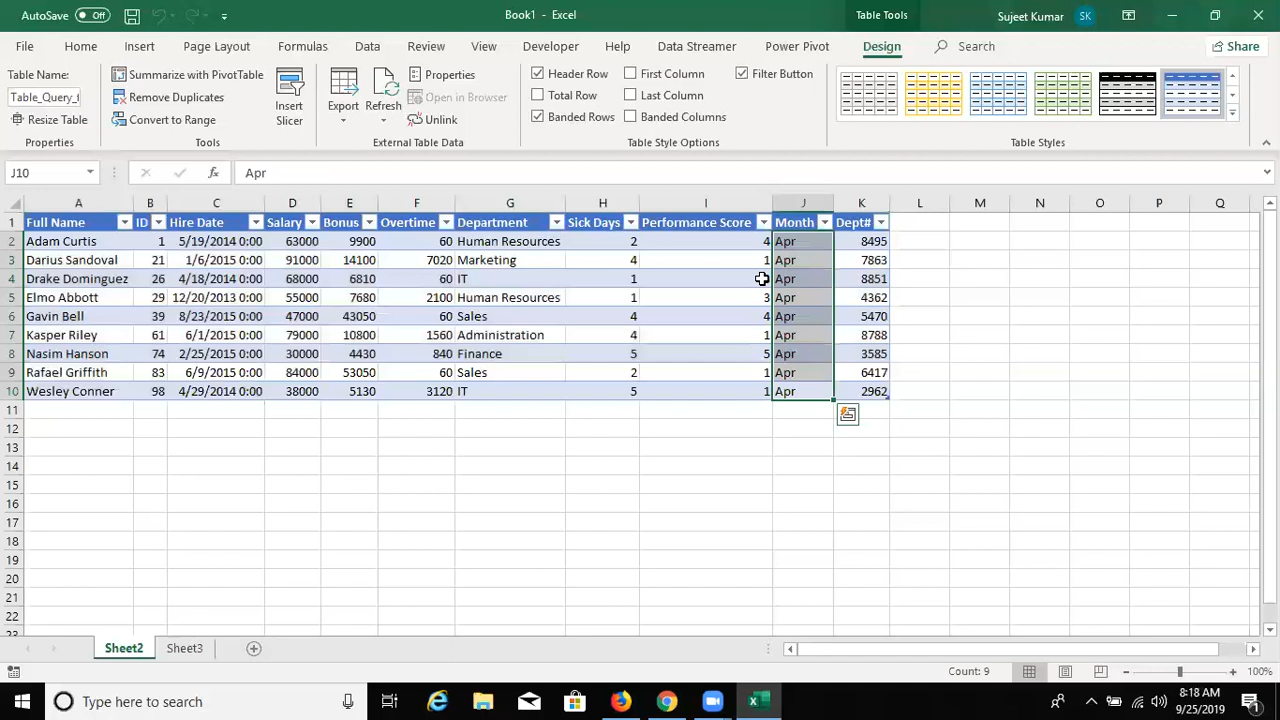 AutoSave Off
Book1 - Excel
Table Tools
Sujeet Kumar SK
File Home Insert Page Layout Formulas Data Review View Developer Help Data Streamer Power Pivot Design Search Share
Table Name: Summarize with PivotTable Properties Header Row First Column Filter Button
Remove Duplicates Insert Slicer Export Refresh Open in Browser Total Row Last Column
Resize Table Convert to Range Unlink Banded Rows Banded Columns
Properties Tools External Table Data Table Style Options Table Styles
J10 fx Apr
A B C D E F G H I J K L M N O P Q
1 Full Name ID Hire Date Salary Bonus Overtime Department Sick Days Performance Score Month Dept#
2 Adam Curtis 1 5/19/2014 0:00 63000 9900 60 Human Resources 2 4 Apr 8495
3 Darius Sandoval 21 1/6/2015 0:00 91000 14100 7020 Marketing 4 1 Apr 7863
4 Drake Dominguez 26 4/18/2014 0:00 68000 6810 60 IT 1 Apr 8851
5 Elmo Abbott 29 12/20/2013 0:00 55000 7680 2100 Human Resources 1 3 Apr 4362
6 Gavin Bell 39 8/23/2015 0:00 47000 43050 60 Sales 4 4 Apr 5470
7 Kasper Riley 61 6/1/2015 0:00 79000 10800 1560 Administration 4 1 Apr 8788
8 Nasim Hanson 74 2/25/2015 0:00 30000 4430 840 Finance 5 5 Apr 3585
9 Rafael Griffith 83 6/9/2015 0:00 84000 53050 60 Sales 2 1 Apr 6417
10 Wesley Conner 98 4/29/2014 0:00 38000 5130 3120 IT 5 1 Apr 2962
11
12
13
14
15
16
17
18
19
20
21
22
Sheet2 Sheet3
Count: 9 100%
Type here to search
8:18 AM
9/25/2019
1